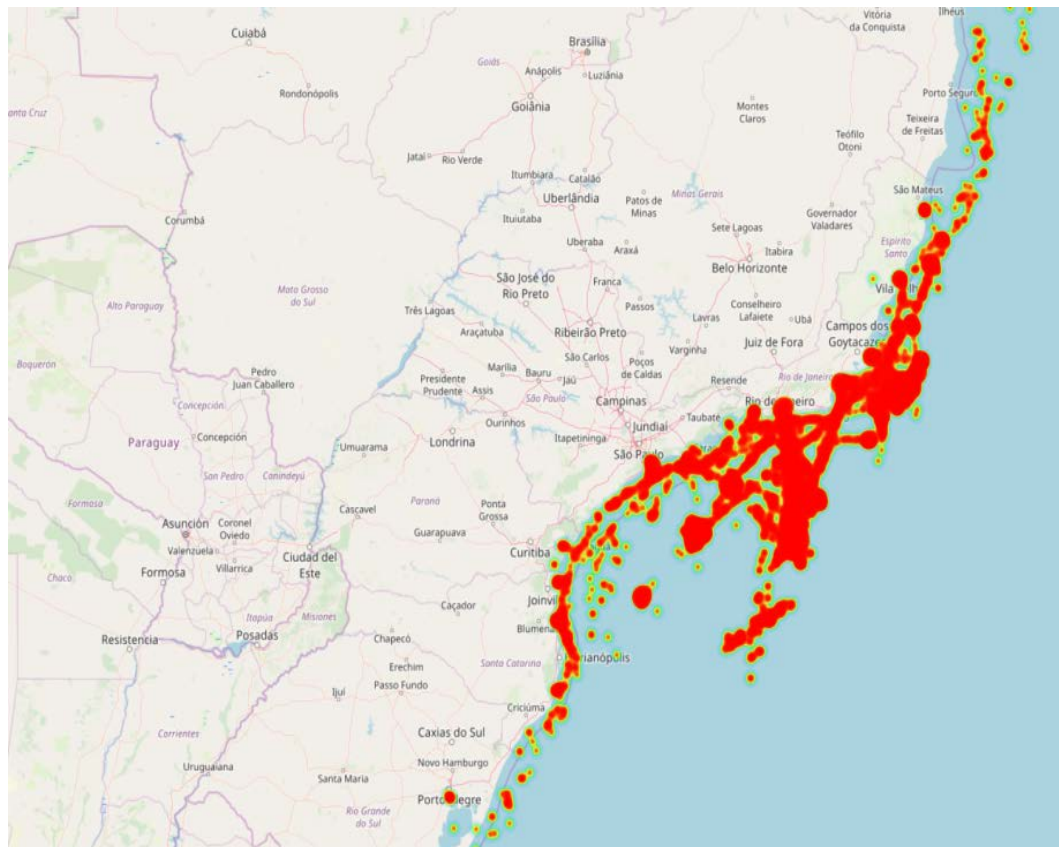 Vitória
da Conquista
Ilhéus
Cuiabá
Brasília
Goiás
Anápolis
Luziânia
Rondonópolis
Goiânia
Montes
Claros
Porto Seguro
Teixeira
de Freitas
Teófilo
Otoni
Jataí
Rio Verde
Itumbiara
Catalão
Uberlândia
Patos de
Minas
Minas Gerais
São Mateus
Corumbá
Ituiutaba
Governador
Valadares
Sete Lagoas
Itabira
Uberaba
Araxá
Espírito
Santo
Belo Horizonte
São José do
Rio Preto
Franca
Mato Grosso
do Sul
Alto Paraguay
Passos
Conselheiro
Lafaiete
Ubá
Três Lagoas
Lavras
Araçatuba
Ribeirão Preto
Campos dos
Goytacaze
Varginha
Juiz de Fora
São Carlos
Poços
de Caldas
Boquerón
Marília
Bauru
Jaú
Pedro
Juan Caballero
Presidente
Prudente
Assis
São Paulo
Resende
Rio de Janeiro
Campinas
Concepción
Ourinhos
Taubaté
Jundiaí
Paraguay
Concepción
Umuarama
Londrina
Itapetininga
São Paulo
San Pedro
Canindeyú
Formosa
Cascavel
Paraná
Ponta
Grossa
Asunción
Coronel
Oviedo
Guarapuava
Curitiba
Valenzuela
Ciudad del
Este
Villarrica
Formosa
Chaco
Joinvil
Caçador
Itapúa
Misiones
Blumena
Resistencia
Posadas
Chapecó
Erechim
Santa Catarina
Passo Fundo
Ijuí
Criciúma
Corrientes
Caxias do Sul
Uruguaiana
Santa Maria
Novo Hamburgo
Rio Grande
do Sul